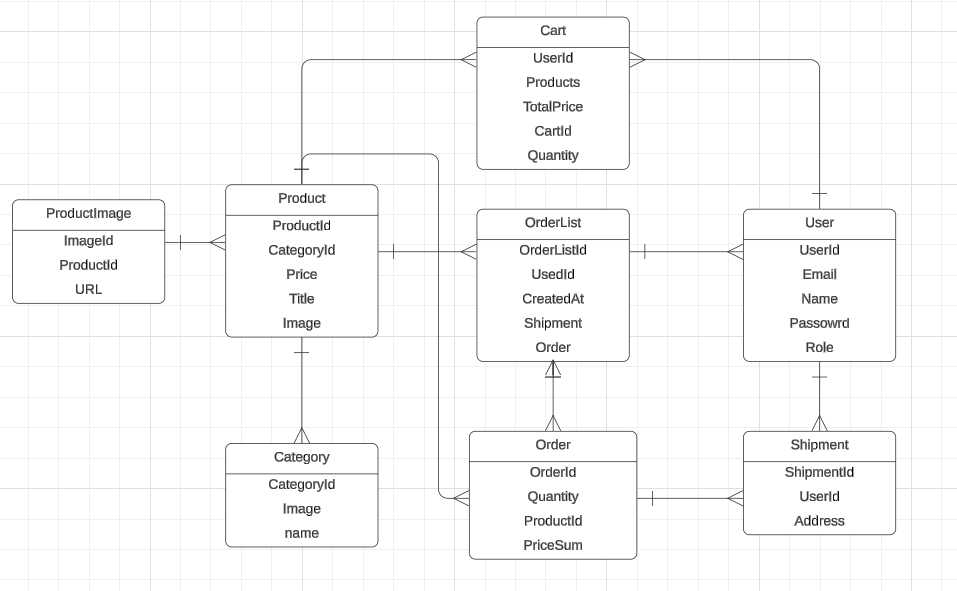 Cart
UserId
Products
TotalPrice
CartId
Quantity
ProductImage
ImageId
ProductId
URL
Product
ProductId
CategoryId
Price
Title
Image
OrderList
OrderListId
UsedId
CreatedAt
Shipment
Order
User
UserId
Email
Name
Passowrd
Role
Category
CategoryId
Image
name
Order
OrderId
Quantity
ProductId
PriceSum
Shipment
ShipmentId
UserId
Address